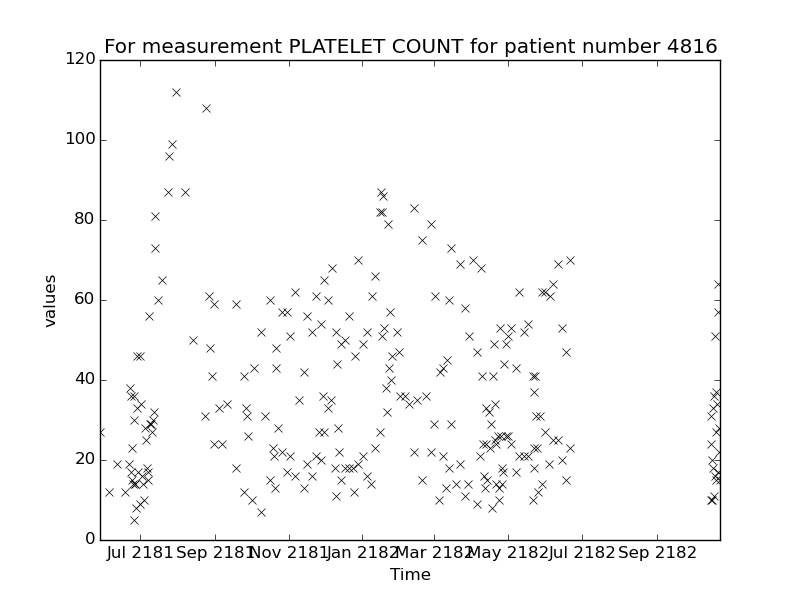 For measurement PLATELET COUNT for patient number 4816
120
100
80
60
40
20
0
values
Jul 2181 Sep 2181 Nov 2181 Jan 2182 Mar 2182 May 2182 Jul 2182 Sep 2182
Time